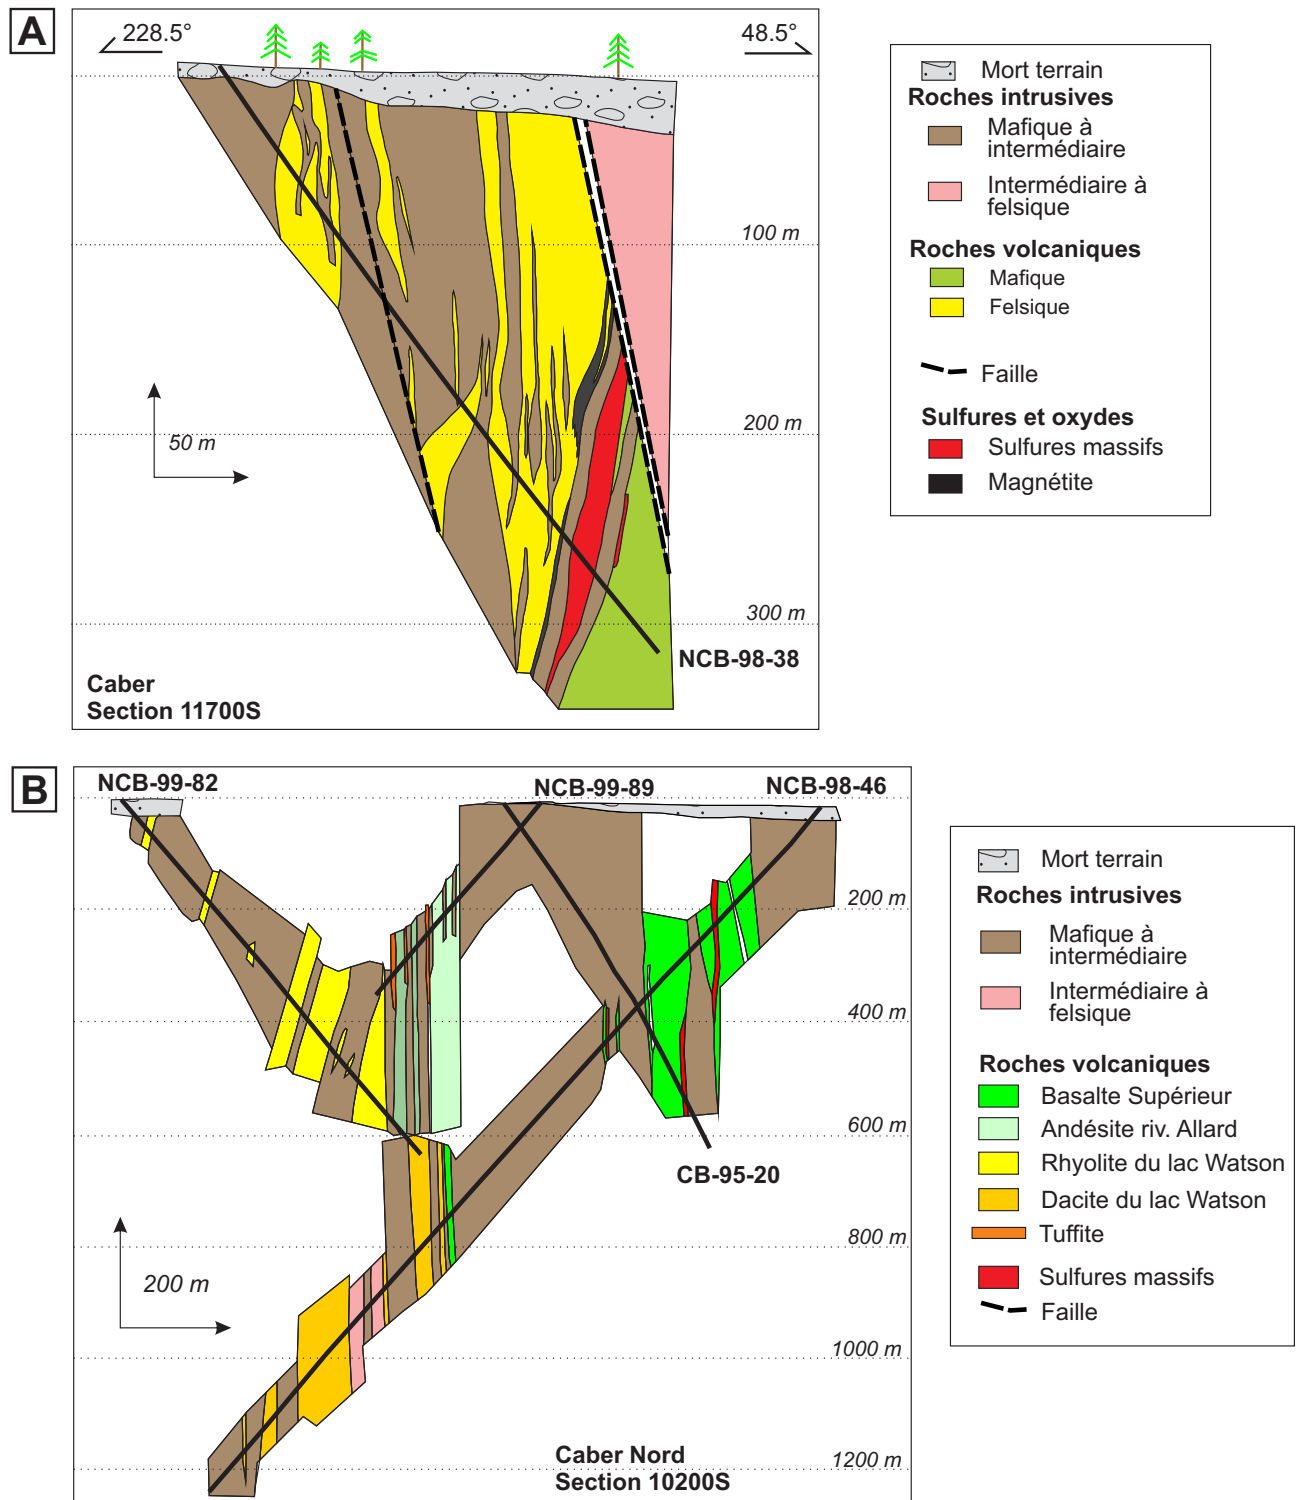 A
228.5°
48.5°
100 m
200 m
50 m
300 m
NCB-98-38
Caber
Section 11700S
Mort terrain
Roches intrusives
Mafique à
intermédiaire
Intermédiaire à
felsique
Roches volcaniques
Mafique
Felsique
Faille
Sulfures et oxydes
Sulfures massifs
Magnétite
B
NCB-99-82
NCB-99-89
NCB-98-46
200 m
400 m
600 m
CB-95-20
800 m
200 m
1000 m
Caber Nord
Section 10200S
1200 m
Mort terrain
Roches intrusives
Mafique à
intermédiaire
Intermédiaire à
felsique
Roches volcaniques
Basalte Supérieur
Andésite riv. Allard
Rhyolite du lac Watson
Dacite du lac Watson
Tuffite
Sulfures massifs
Faille